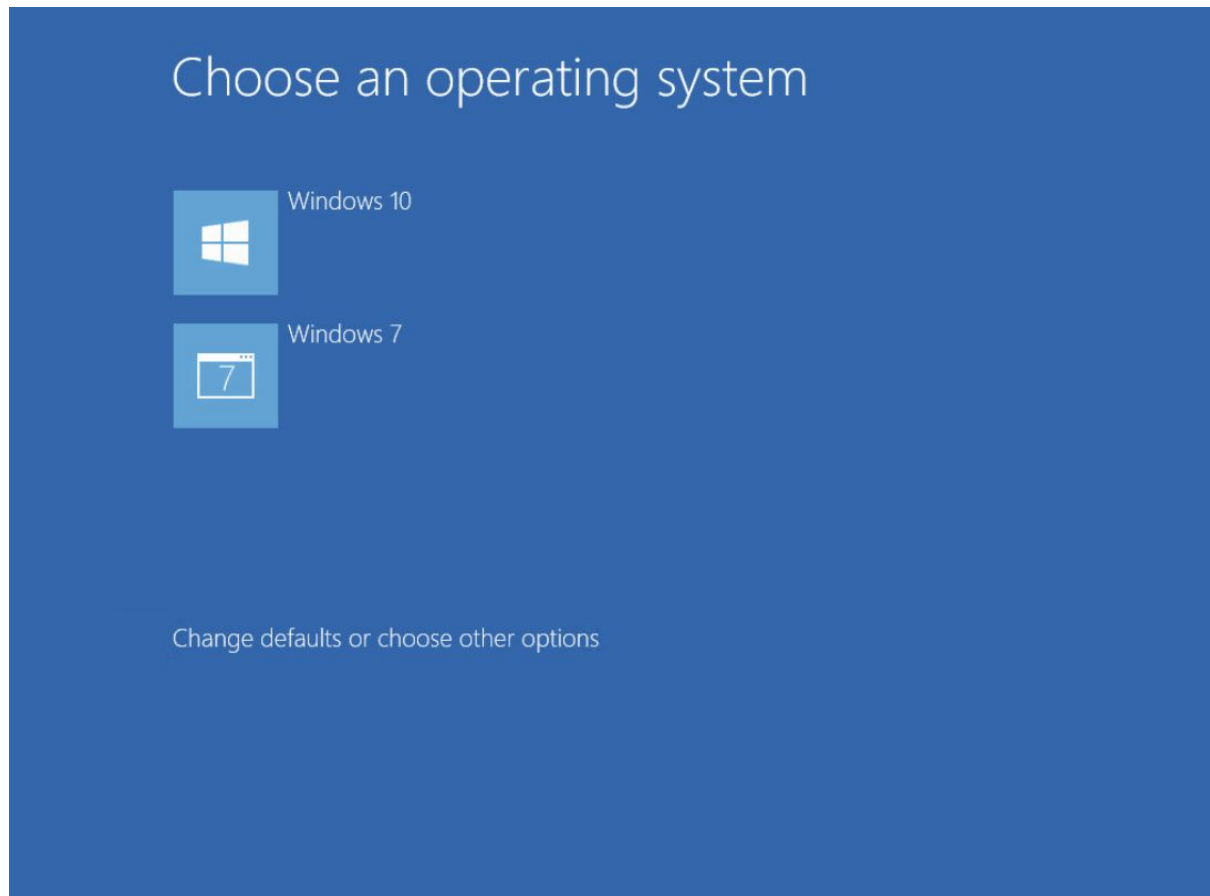 Choose an operating system
Windows 10
Windows 7
7
Change defaults or choose other options